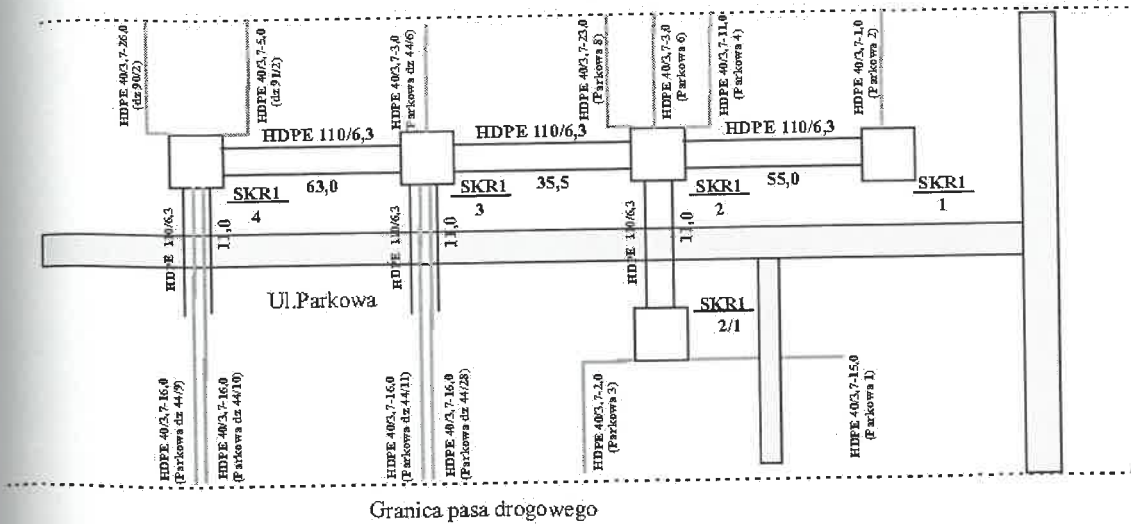 HDPE 40/3,7-26,0
(dz 90/2)
HDPE 40/3,7-5,0
(dz 91/2)
HDPE 40/3,7-3,0
(Parkowa dz 44/6)
HDPE 40/3,7-23,0
(Parkowa 8)
HDPE 40/3,7-3,0
(Parkowa 6)
HDPE 40/3,7-11,0
(Parkowa 4)
HDPE 40/3,7-1,0
(Parkowa 2)
HDPE 110/6,3
HDPE 110/6,3
HDPE 110/6,3
63,0
35,5
55,0
SKR1
4
SKR1
3
SKR1
2
SKR1
1
HDPE 110/6,3
11,0
HDPE 110/6,3
11,0
HDPE 110/6,3
11,0
Ul.Parkowa
SKR1
2/1
HDPE 40/3,7-16,0
(Parkowa dz 44/9)
HDPE 40/3,7-16,0
(Parkowa dz 44/10)
HDPE 40/3,7-16,0
(Parkowa dz 44/11)
HDPE 40/3,7-16,0
(Parkowa dz 44/28)
HDPE 40/3,7-2,0
(Parkowa 3)
HDPE 40/3,7-15,0
(Parkowa 1)
Granica pasa drogowego